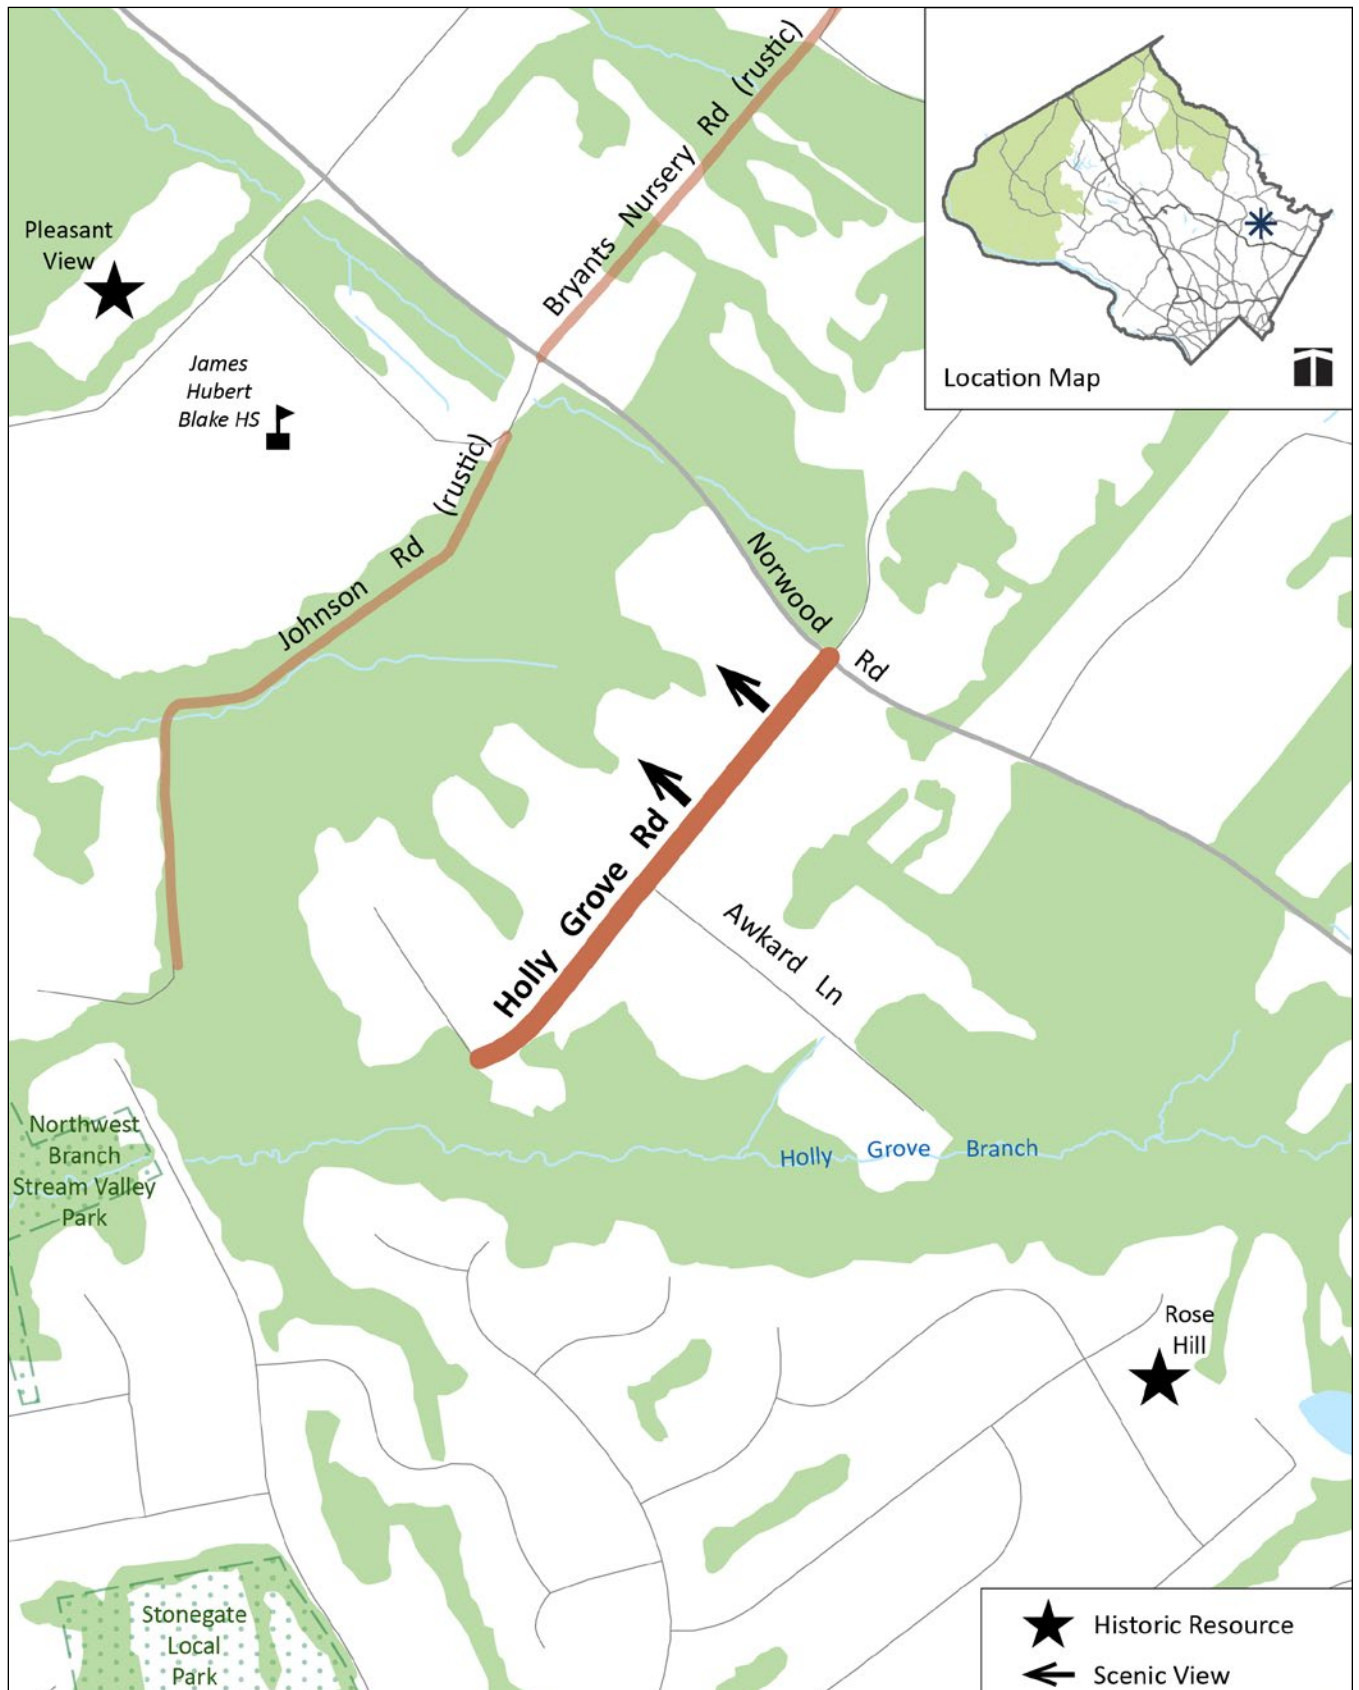 Bryants Nursery Rd (rustic)
Pleasant
View
James
Hubert
Blake HS
Location Map
Johnson Rd (rustic)
Norwood Rd
Holly Grove Rd
Awkard Ln
Northwest
Branch
Stream Valley
Park
Holly Grove Branch
Rose
Hill
Stonegate
Local
Park
Historic Resource
Scenic View